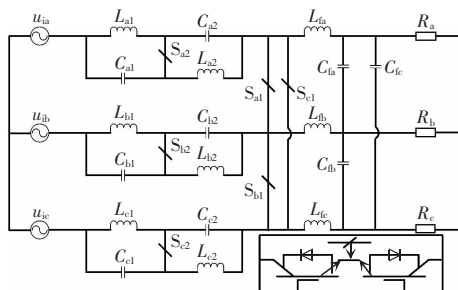 u_ia L_a1 C_a2 L_fa R_a
S_a2
C_a1 L_a2 S_a1 S_c1 C_fa C_fc
u_ib L_b1 C_b2 L_fb R_b
S_b2
C_b1 L_b2 S_b1 C_fb
u_ic L_c1 C_c2 L_fc R_c
S_c2
C_c1 L_c2